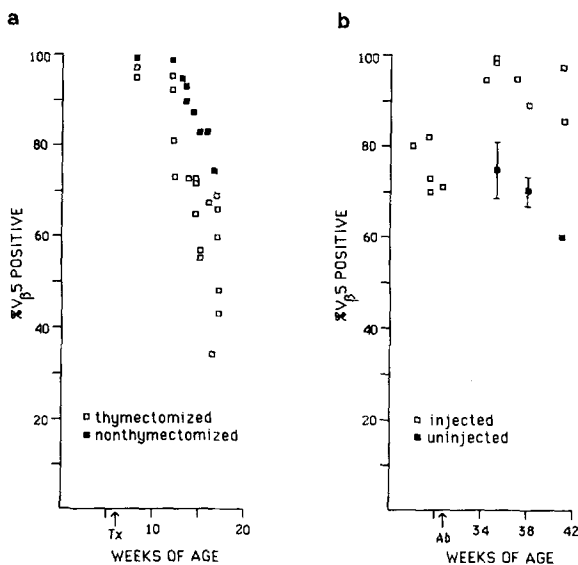 a
100
80
60
40
20
%Vβ5 POSITIVE
□ thymectomized
■ nonthymectomized
Tx
10
20
WEEKS OF AGE
b
100
80
60
40
20
%Vβ5 POSITIVE
□ injected
■ uninjected
Ab
34
38
42
WEEKS OF AGE